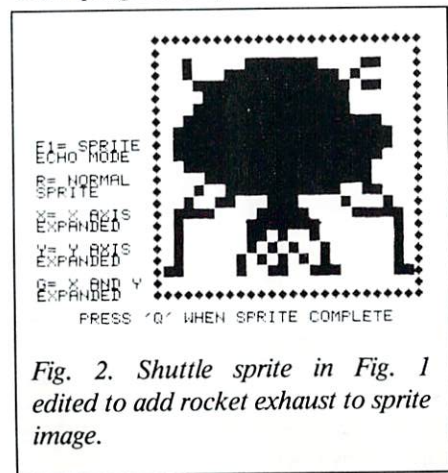 F1= SPRITE
ECHO MODE
R= NORMAL
SPRITE
X= X AXIS
EXPANDED
Y= Y AXIS
EXPANDED
Q= X AND Y
EXPANDED
PRESS 'Q' WHEN SPRITE COMPLETE
Fig. 2. Shuttle sprite in Fig. 1
edited to add rocket exhaust to sprite
image.